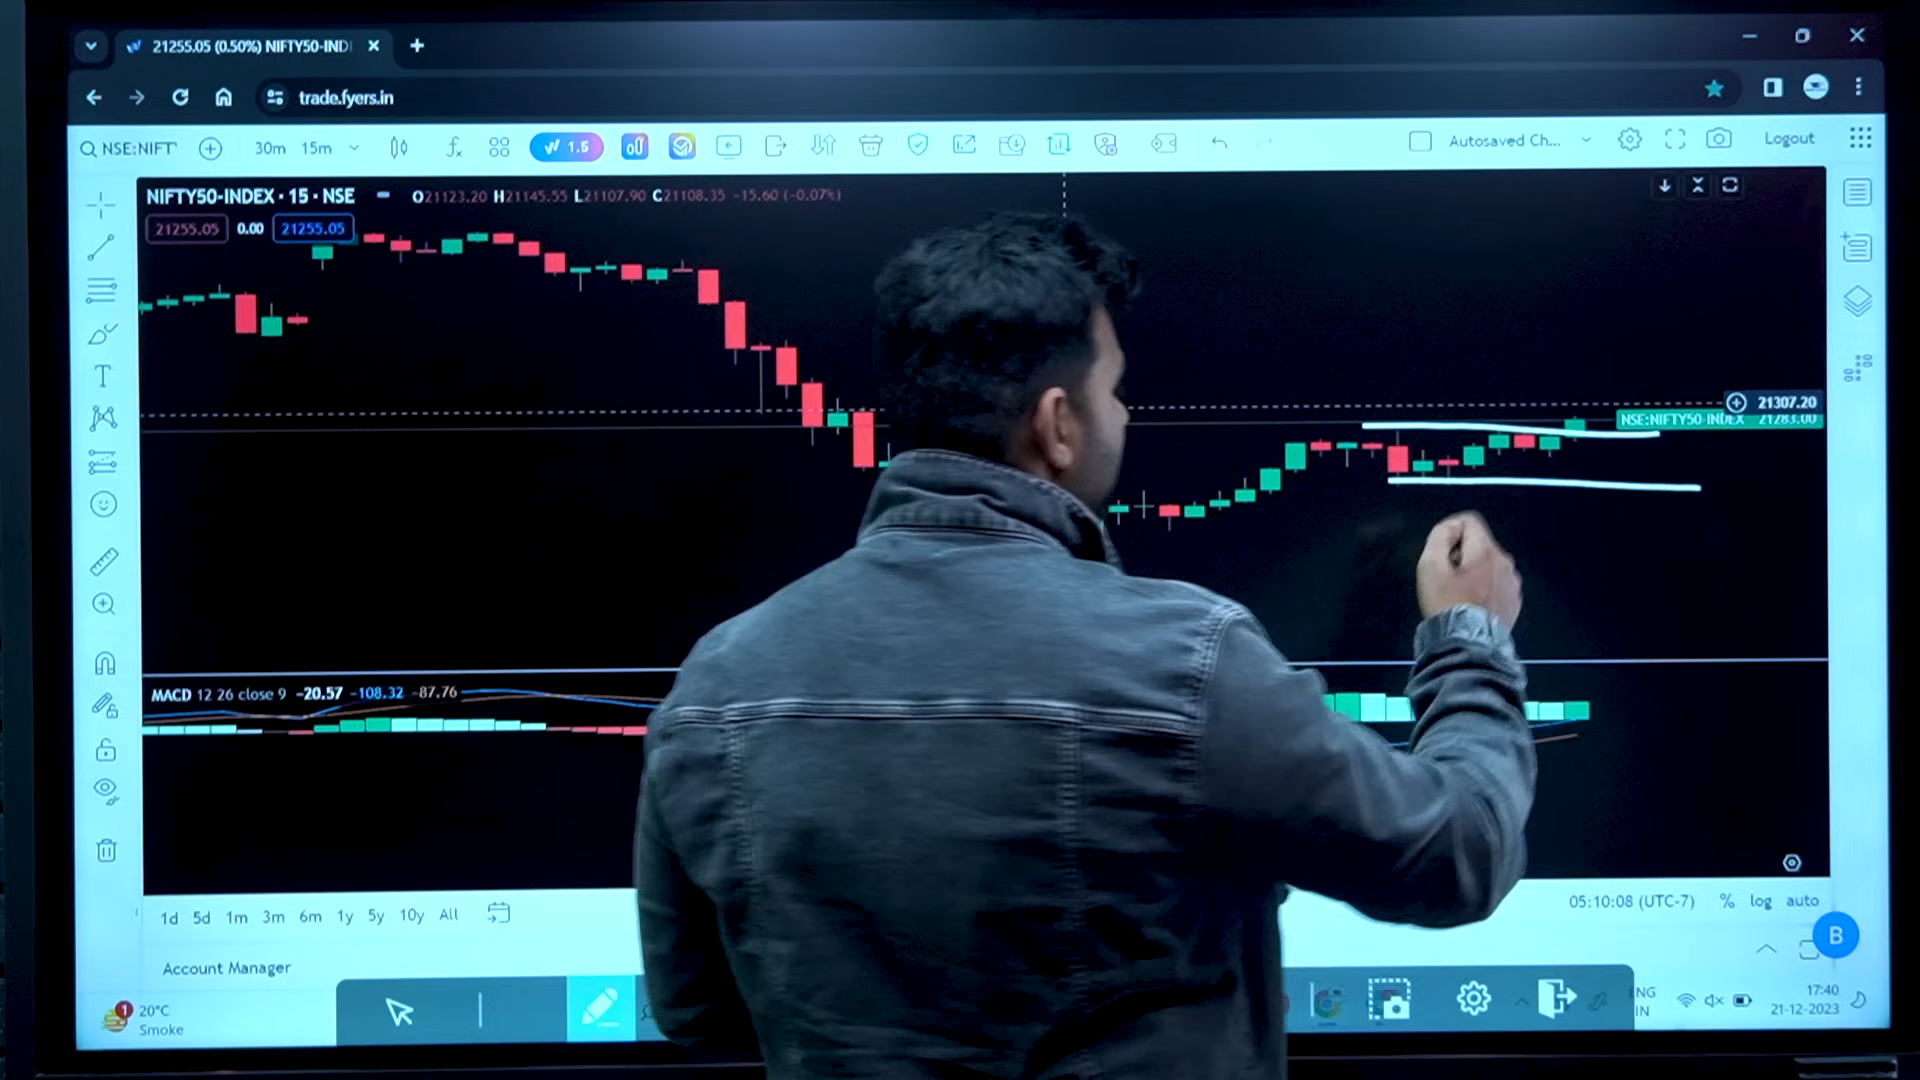 21255.05 (0.50%) NIFTY50-INDI
trade.fyers.in
NSE:NIFT
30m 15m
1.5
Autosaved Ch...
Logout
NIFTY50-INDEX · 15 · NSE
O21123.20 H21145.55 L21107.90 C21108.35 -15.60 (-0.07%)
21255.05 0.00 21255.05
21307.20
NSE:NIFTY50-INDEX 21283.00
MACD 12 26 close 9 -20.57 -108.32 -87.76
1d 5d 1m 3m 6m 1y 5y 10y All
05:10:08 (UTC-7) % log auto
B
Account Manager
1
20°C
Smoke
ENG
IN
17:40
21-12-2023